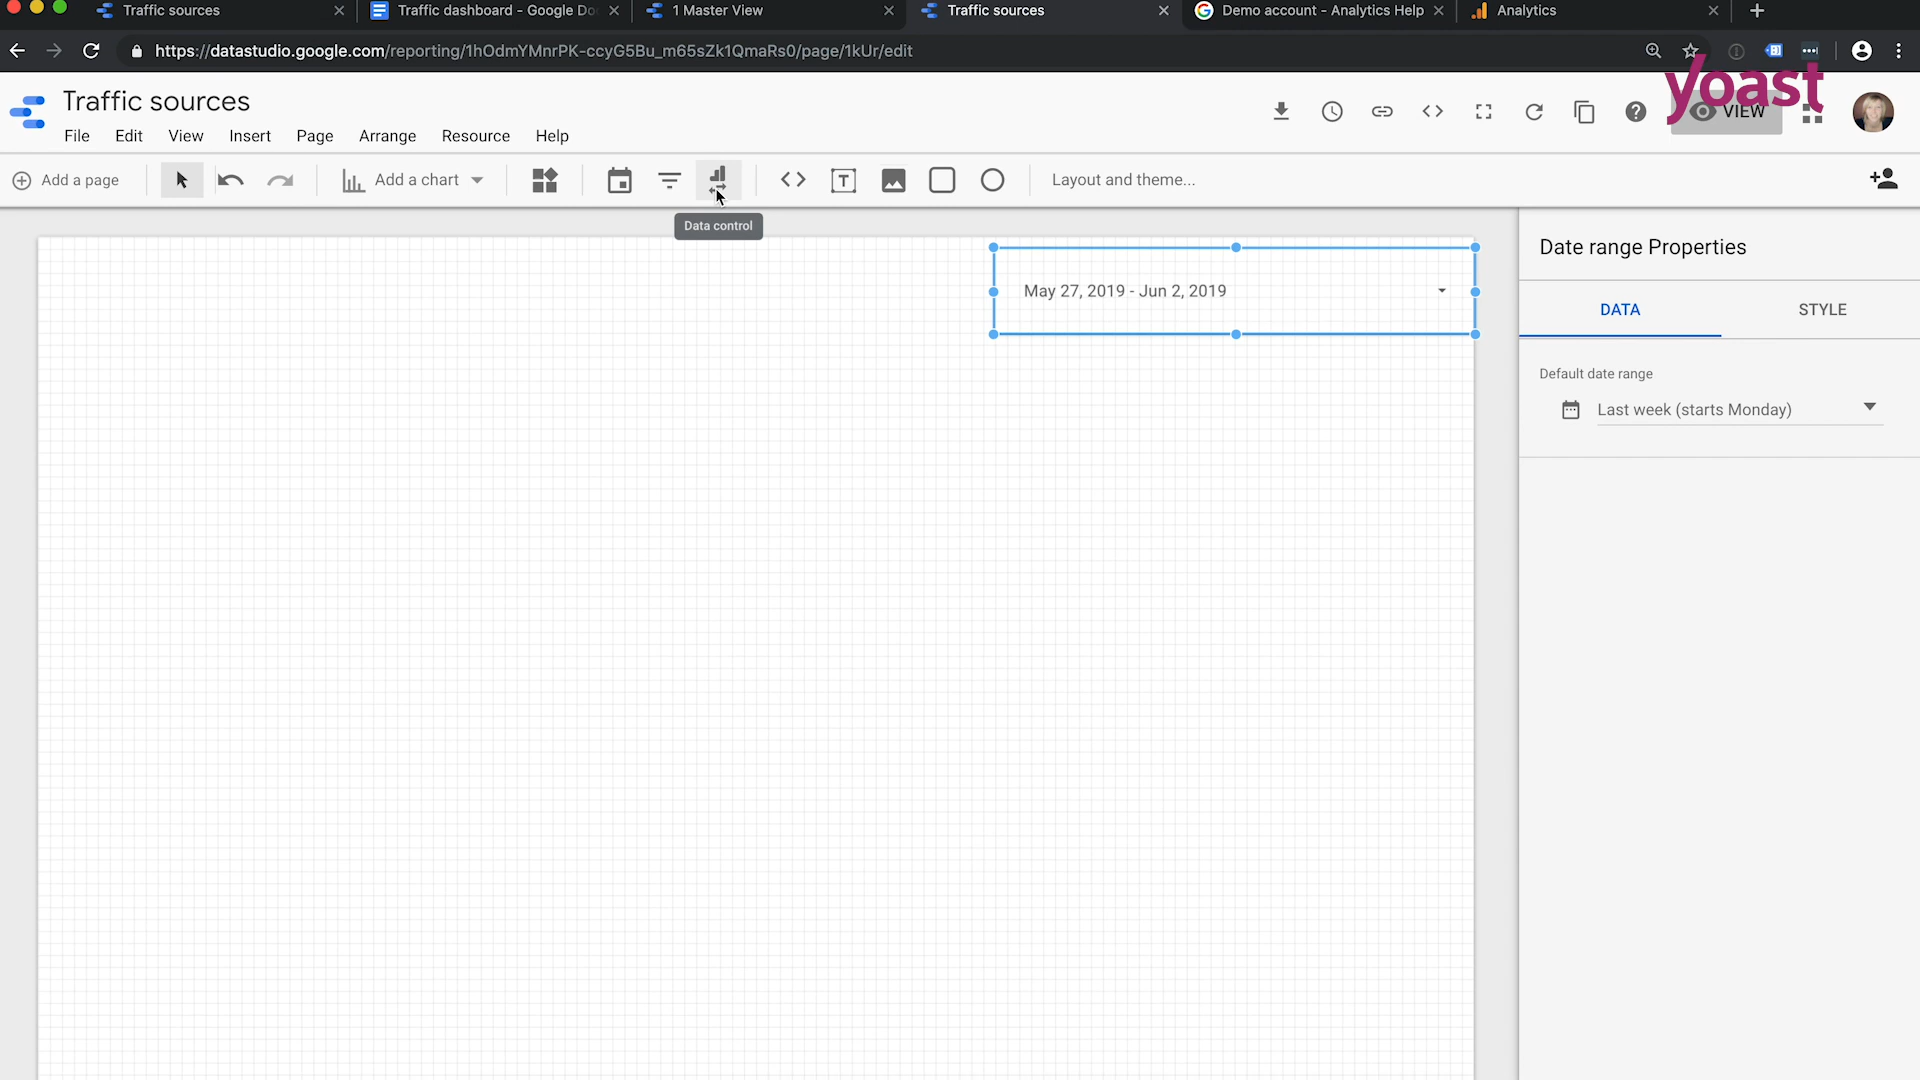 Traffic sources
Traffic dashboard - Google Do
1 Master View
Traffic sources
Demo account - Analytics Help
Analytics
https://datastudio.google.com/reporting/1hOdmYMnrPK-ccyG5Bu_m65sZk1QmaRs0/page/1kUr/edit
yoast
Traffic sources
VIEW
File Edit View Insert Page Arrange Resource Help
Add a page
Add a chart
T
Layout and theme...
Data control
May 27, 2019 - Jun 2, 2019
Date range Properties
DATA
STYLE
Default date range
Last week (starts Monday)